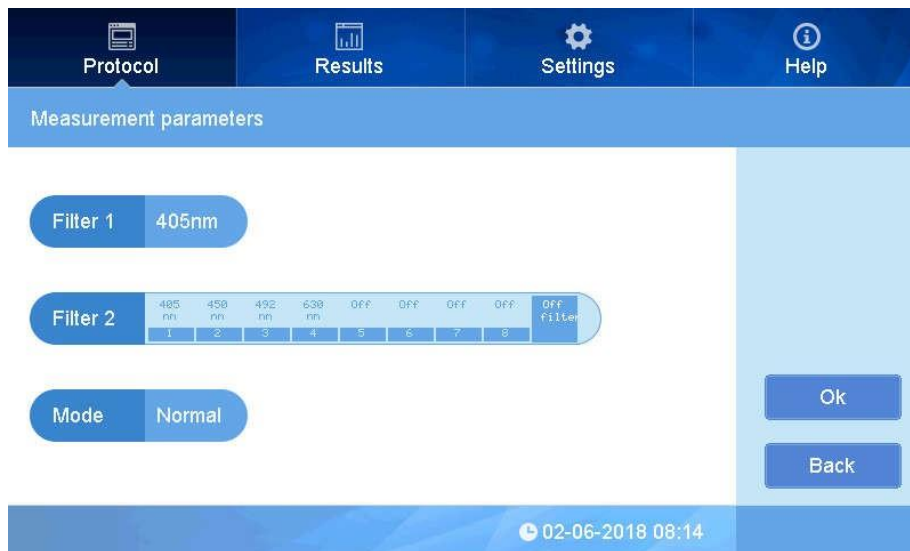 Protocol Results Settings Help
Measurement parameters
Filter 1 405nm
Filter 2 405 450 492 630 Off Off Off Off Off
nm nm nm nm filter
1 2 3 4 5 6 7 8
Mode Normal
Ok
Back
02-06-2018 08:14